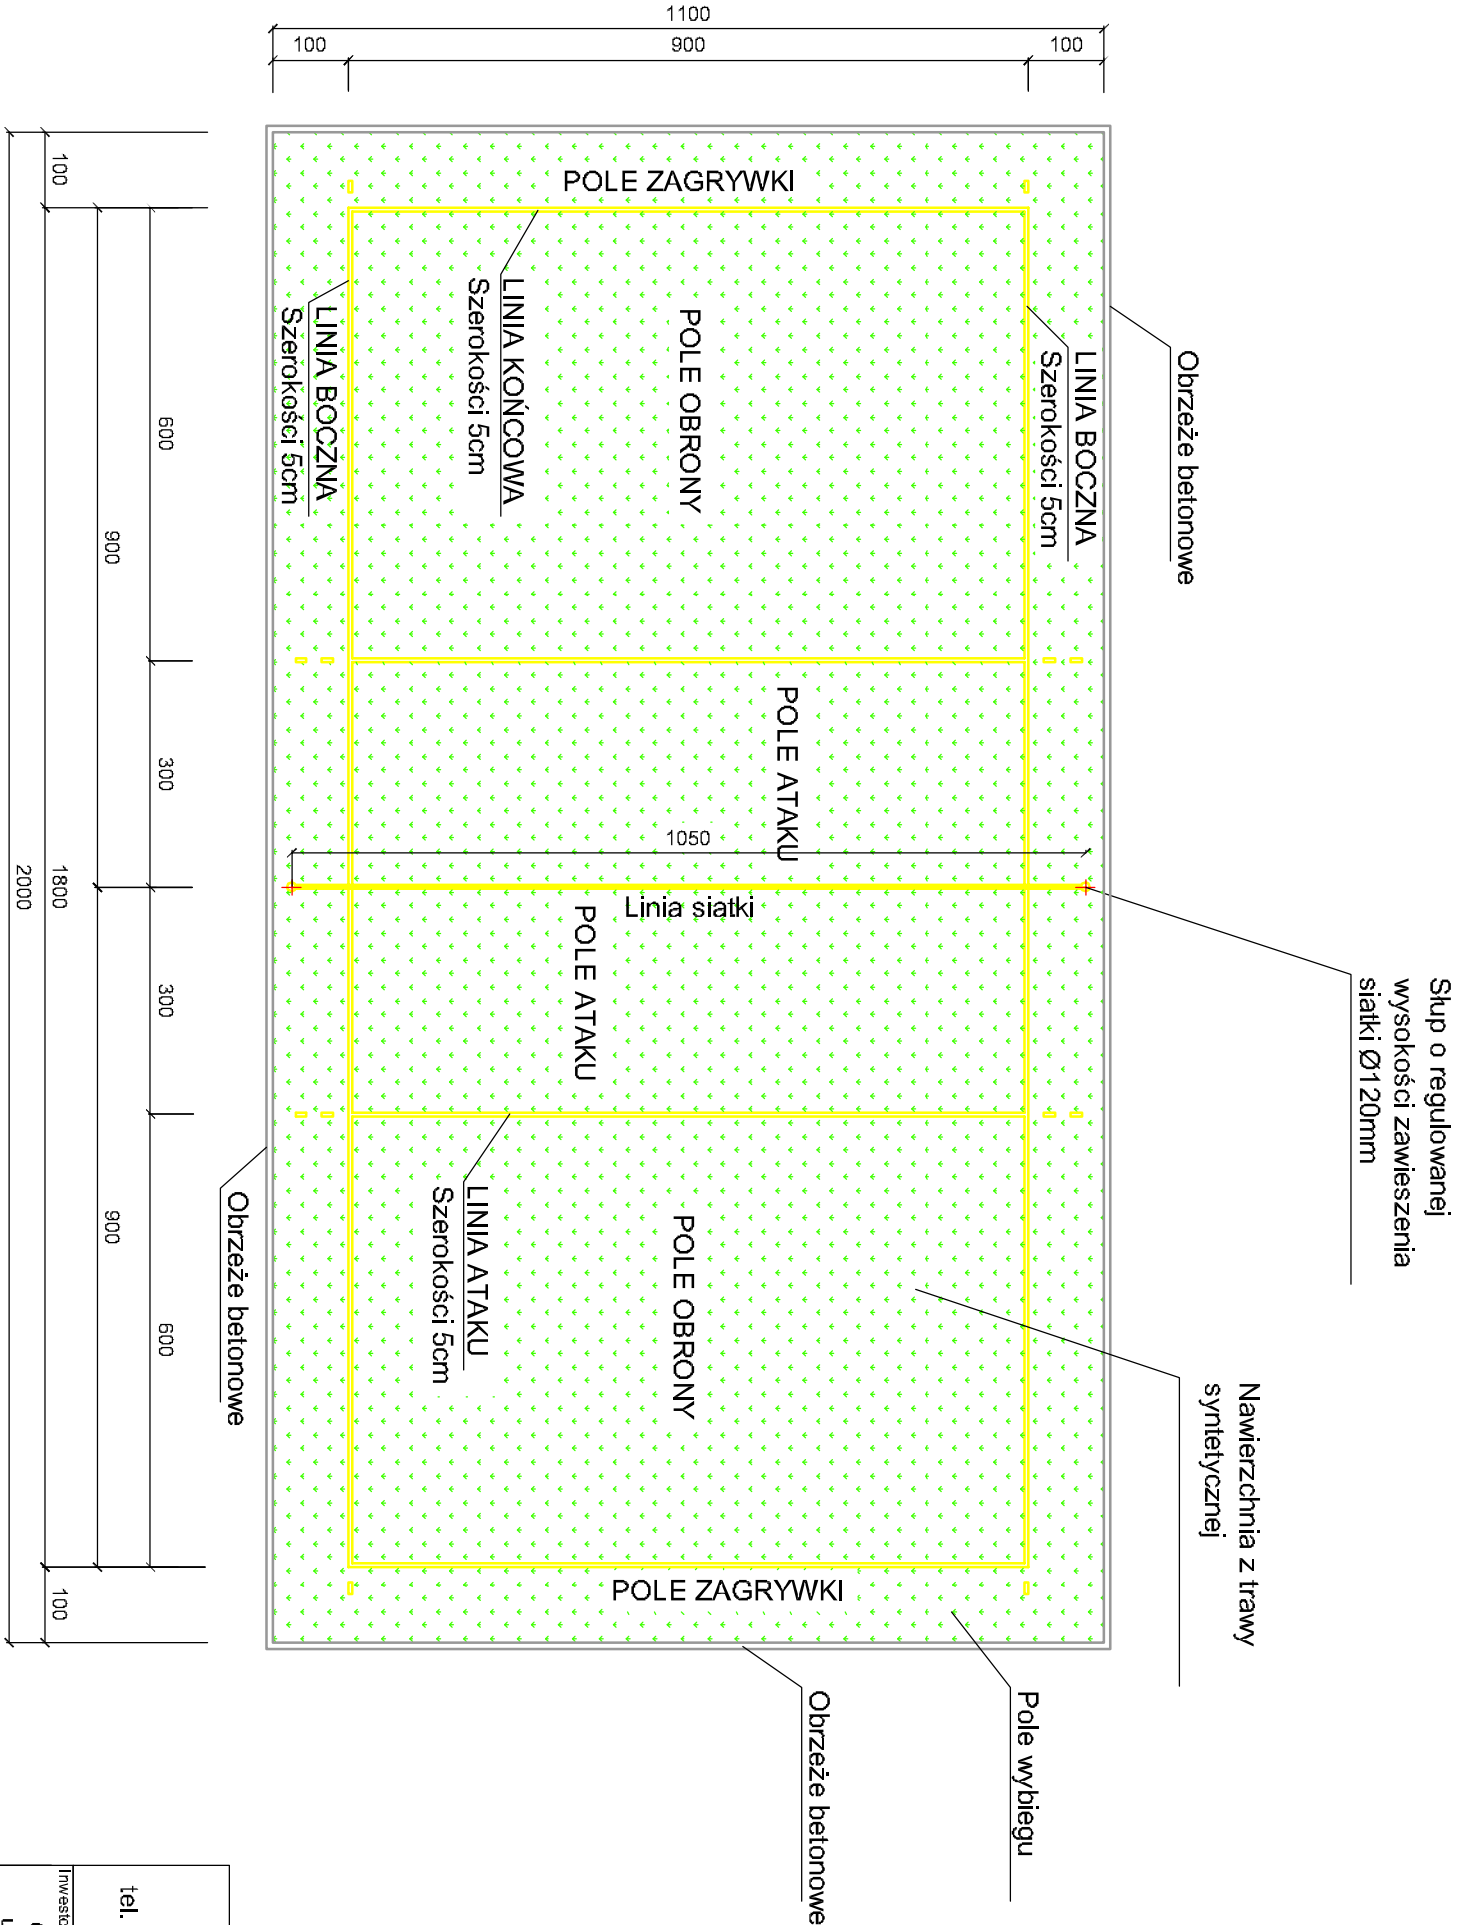 1100
100
900
100
POLE ZAGRYWKI
LINIA KOŃCOWA
Szerokości 5cm
LINIA BOCZNA
Szerokości 5cm
POLE OBRONY
LINIA BOCZNA
Szerokości 5cm
Obrzeże betonowe
POLE ATAKU
1050
Linia siatki
POLE ATAKU
Słup o regulowanej
wysokości zawieszenia
siatki Ø120mm
LINIA ATAKU
Szerokości 5cm
POLE OBRONY
Nawierzchnia z trawy
syntetycznej
Obrzeże betonowe
POLE ZAGRYWKI
Pole wybiegu
Obrzeże betonowe
600
300
300
600
900
900
100
1800
100
2000
tel.